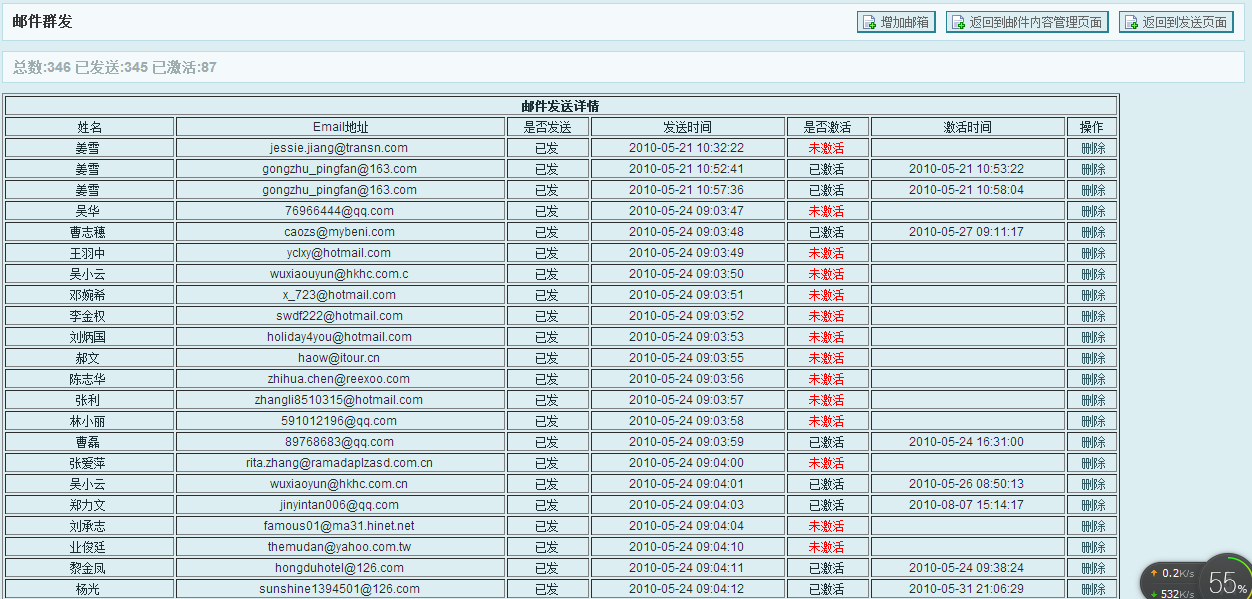 邮件群发 增加邮箱 返回到邮件内容管理页面 返回到发送页面
总数:346 已发送:345 已激活:87
邮件发送详情
姓名 Email地址 是否发送 发送时间 是否激活 激活时间 操作
姜雪 jessie.jiang@transn.com 已发 2010-05-21 10:32:22 未激活 删除
姜雪 gongzhu_pingfan@163.com 已发 2010-05-21 10:52:41 已激活 2010-05-21 10:53:22 删除
姜雪 gongzhu_pingfan@163.com 已发 2010-05-21 10:57:36 已激活 2010-05-21 10:58:04 删除
吴华 76966444@qq.com 已发 2010-05-24 09:03:47 未激活 删除
曹志穗 caozs@mybeni.com 已发 2010-05-24 09:03:48 已激活 2010-05-27 09:11:17 删除
王羽中 yclxy@hotmail.com 已发 2010-05-24 09:03:49 未激活 删除
吴小云 wuxiaouyun@hkhc.com.c 已发 2010-05-24 09:03:50 未激活 删除
邓婉希 x_723@hotmail.com 已发 2010-05-24 09:03:51 未激活 删除
李金权 swdf222@hotmail.com 已发 2010-05-24 09:03:52 未激活 删除
刘炳国 holiday4you@hotmail.com 已发 2010-05-24 09:03:53 未激活 删除
郝文 haow@itour.cn 已发 2010-05-24 09:03:55 未激活 删除
陈志华 zhihua.chen@reexoo.com 已发 2010-05-24 09:03:56 未激活 删除
张利 zhangli8510315@hotmail.com 已发 2010-05-24 09:03:57 未激活 删除
林小丽 591012196@qq.com 已发 2010-05-24 09:03:58 未激活 删除
曹磊 89768683@qq.com 已发 2010-05-24 09:03:59 已激活 2010-05-24 16:31:00 删除
张爱萍 rita.zhang@ramadaplzasd.com.cn 已发 2010-05-24 09:04:00 未激活 删除
吴小云 wuxiaoyun@hkhc.com.cn 已发 2010-05-24 09:04:01 已激活 2010-05-26 08:50:13 删除
郑力文 jinyintan006@qq.com 已发 2010-05-24 09:04:03 已激活 2010-08-07 15:14:17 删除
刘承志 famous01@ma31.hinet.net 已发 2010-05-24 09:04:04 未激活 删除
业俊廷 themudan@yahoo.com.tw 已发 2010-05-24 09:04:10 未激活 删除
黎金凤 hongduhotel@126.com 已发 2010-05-24 09:04:11 已激活 2010-05-24 09:38:24 删除
杨光 sunshine1394501@126.com 已发 2010-05-24 09:04:12 已激活 2010-05-31 21:06:29 删除
0.2K/s
532K/s
55%